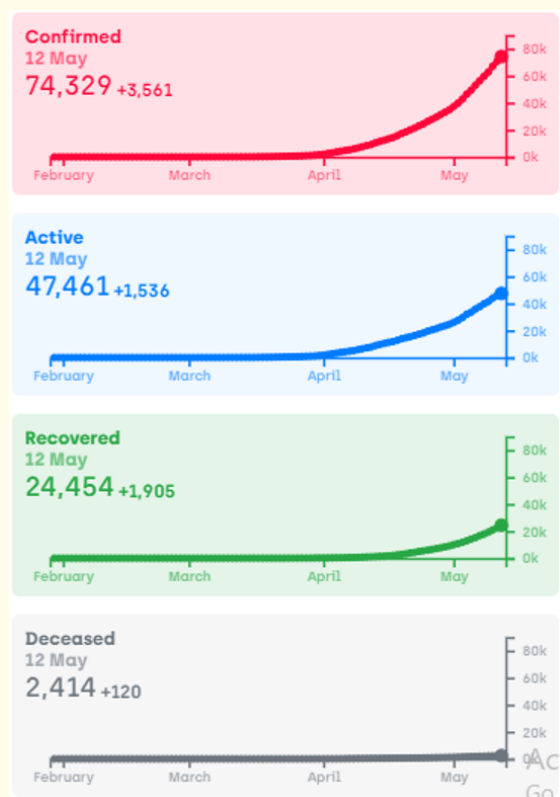 Confirmed
12 May
74,329 +3,561
80k
60k
40k
20k
0k
February March April May
Active
12 May
47,461 +1,536
80k
60k
40k
20k
0k
February March April May
Recovered
12 May
24,454 +1,905
80k
60k
40k
20k
0k
February March April May
Deceased
12 May
2,414 +120
80k
60k
40k
20k
February March April May
Ac
Go